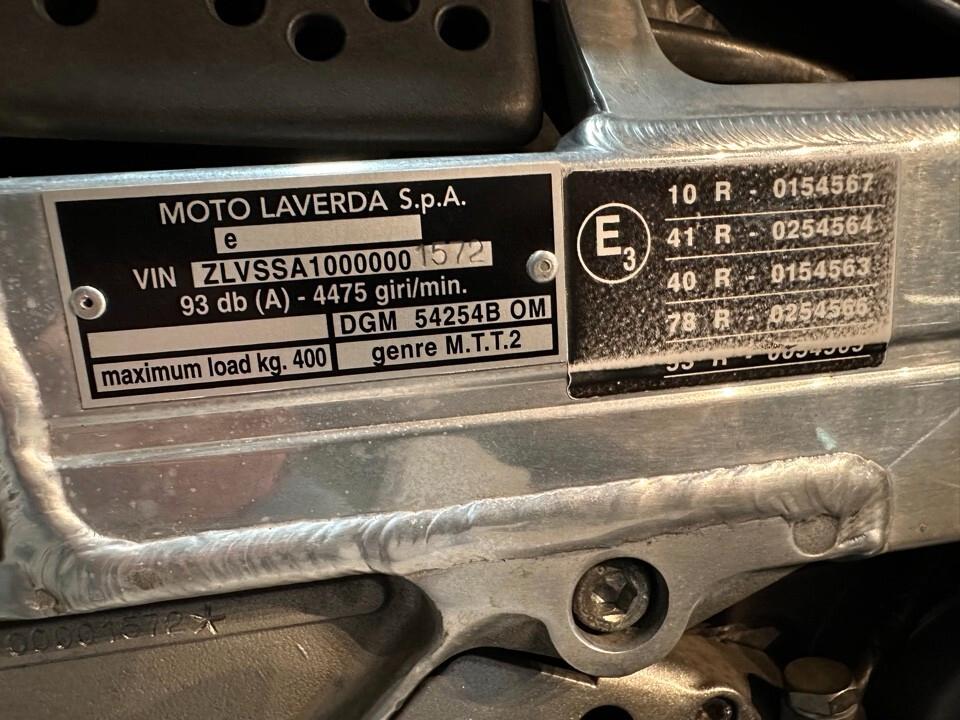 MOTO LAVERDA S.p.A.
e
VIN ZLVSSA1000000 1572
93 db (A) - 4475 giri/min.
DGM 54254B OM
maximum load kg. 400
genre M.T.T.2
E3
10 R - 0154567
41 R - 0254564
40 R - 0154563
78 R - 0254566
00001572*